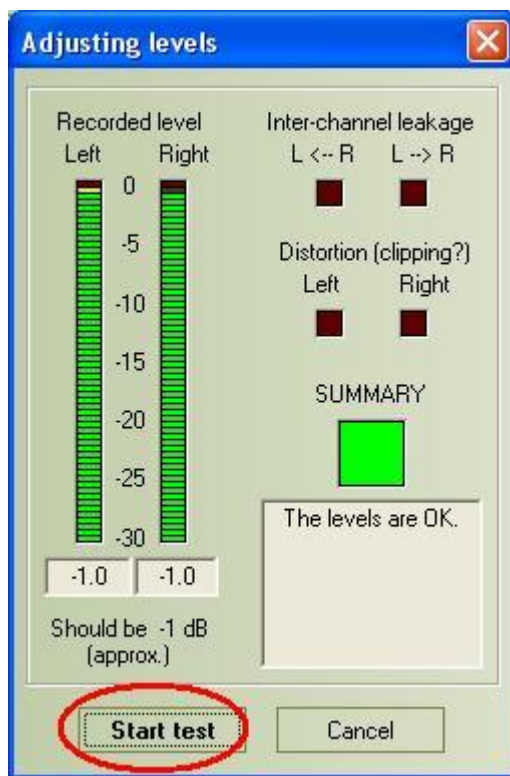 Adjusting levels
Recorded level
Left Right
0
-5
-10
-15
-20
-25
-30
-1.0 -1.0
Should be -1 dB
(approx.)
Inter-channel leakage
L <-- R L --> R
Distortion (clipping?)
Left Right
SUMMARY
The levels are OK.
Start test Cancel